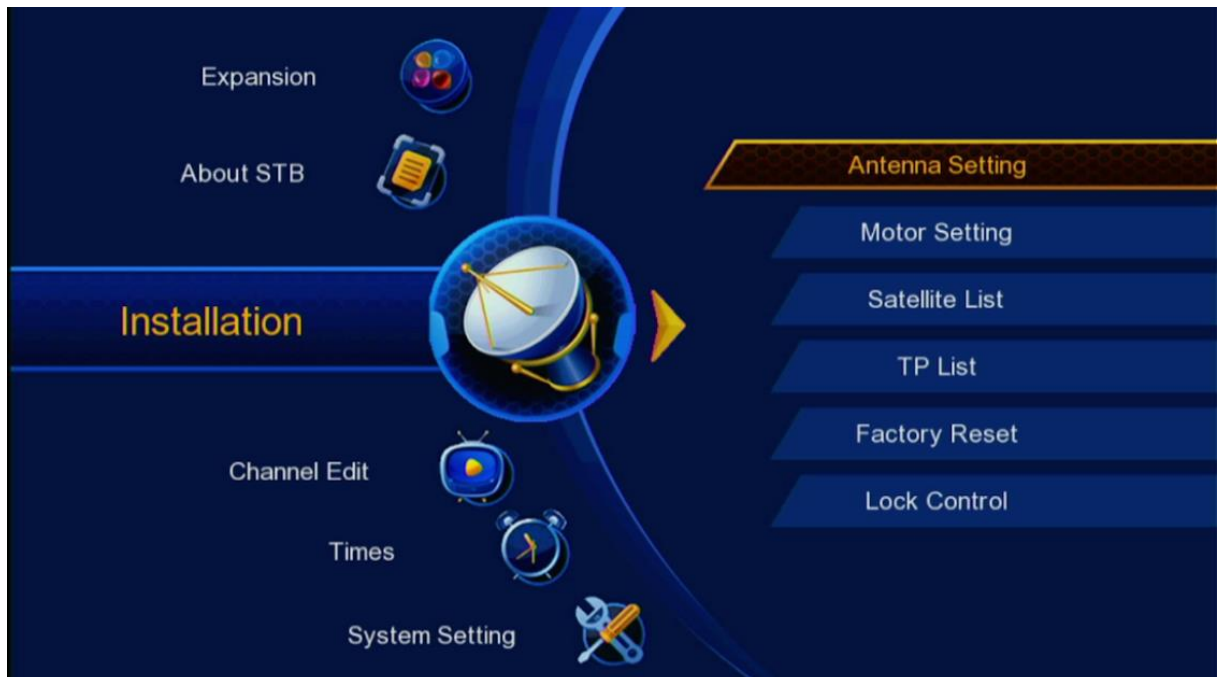 Expansion
About STB
Installation
Channel Edit
Times
System Setting
Antenna Setting
Motor Setting
Satellite List
TP List
Factory Reset
Lock Control